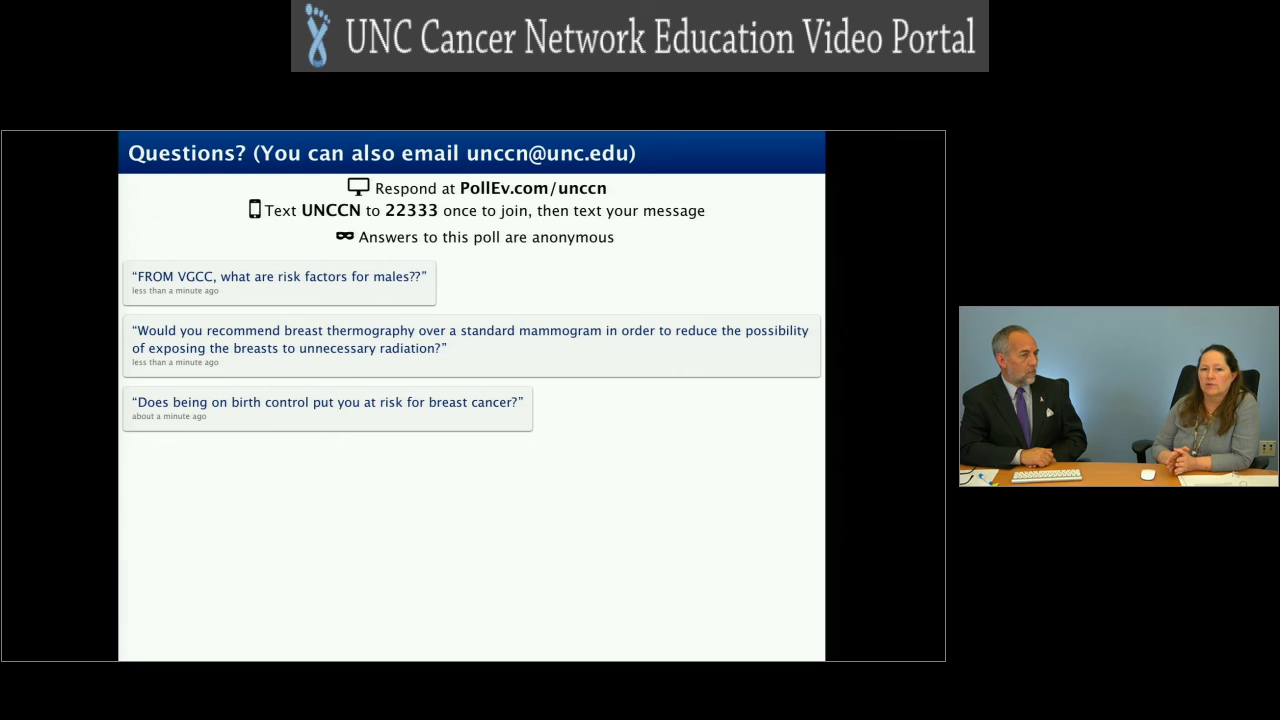 UNC Cancer Network Education Video Portal
Questions? (You can also email unccn@unc.edu)
Respond at PollEv.com/unccn
Text UNCCN to 22333 once to join, then text your message
Answers to this poll are anonymous
“FROM VGCC, what are risk factors for males??”
less than a minute ago
“Would you recommend breast thermography over a standard mammogram in order to reduce the possibility
of exposing the breasts to unnecessary radiation?”
less than a minute ago
“Does being on birth control put you at risk for breast cancer?”
about a minute ago